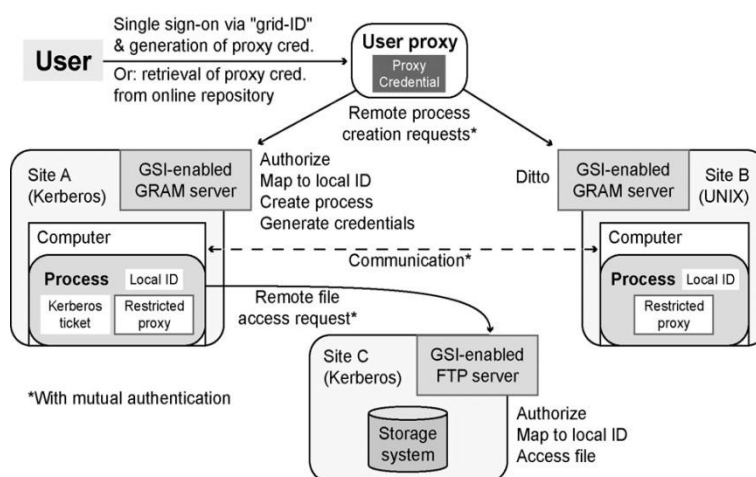 Single sign-on via "grid-ID"
& generation of proxy cred.
User
Or: retrieval of proxy cred.
from online repository
User proxy
Proxy
Credential
Remote process
creation requests*
Site A
(Kerberos)
GSI-enabled
GRAM server
Authorize
Map to local ID
Create process
Generate credentials
Ditto
GSI-enabled
GRAM server
Site B
(UNIX)
Computer
Process
Local ID
Kerberos
ticket
Restricted
proxy
Communication*
Computer
Process
Local ID
Restricted
proxy
Remote file
access request*
Site C
(Kerberos)
GSI-enabled
FTP server
*With mutual authentication
Storage
system
Authorize
Map to local ID
Access file